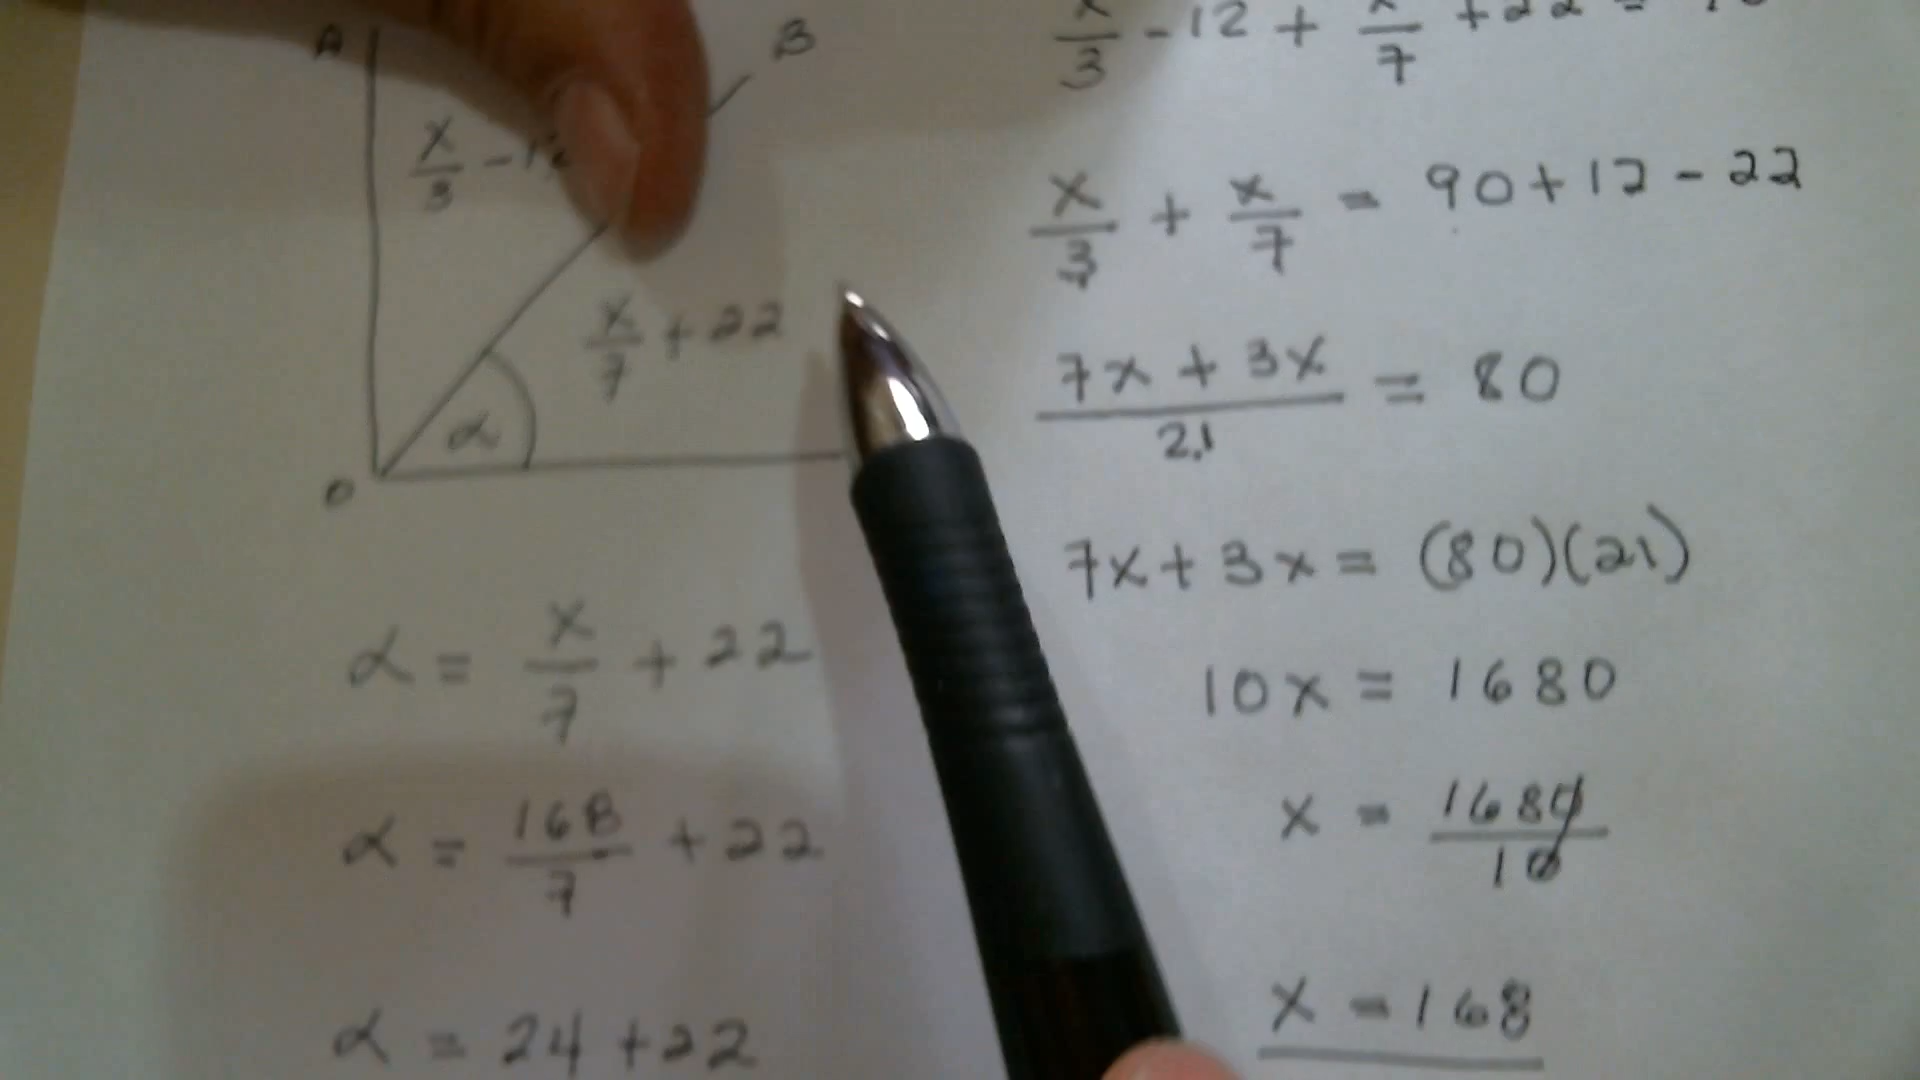 A
B
x/3 - 12
x/7 + 22
α
O
α = x/7 + 22
α = 168/7 + 22
α = 24 + 22
x/3 - 12 + x/7 + 22 =
x/3 + x/7 = 90 + 12 - 22
7x + 3x/21 = 80
7x + 3x = (80)(21)
10x = 1680
x = 1680/10
x = 168